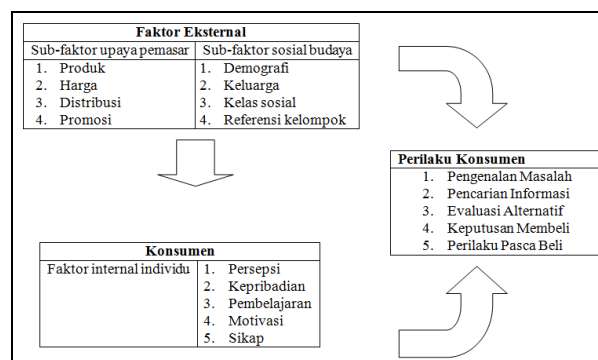 Faktor Eksternal
Sub-faktor upaya pemasar
1. Produk
2. Harga
3. Distribusi
4. Promosi
Sub-faktor sosial budaya
1. Demografi
2. Keluarga
3. Kelas sosial
4. Referensi kelompok
Perilaku Konsumen
1. Pengenalan Masalah
2. Pencarian Informasi
3. Evaluasi Alternatif
4. Keputusan Membeli
5. Perilaku Pasca Beli
Konsumen
Faktor internal individu
1. Persepsi
2. Kepribadian
3. Pembelajaran
4. Motivasi
5. Sikap